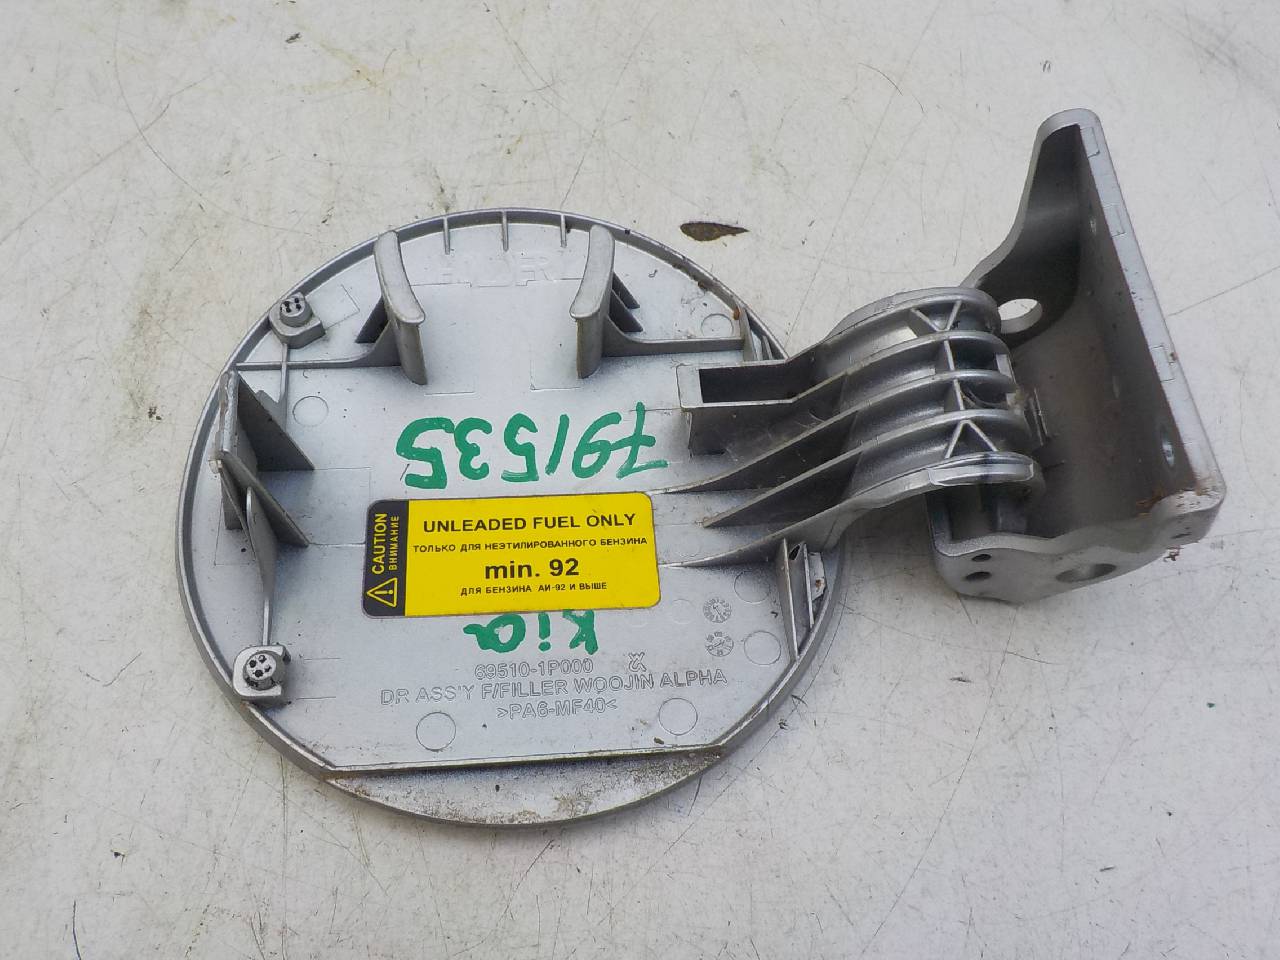 791535
CAUTION
ВНИМАНИЕ
UNLEADED FUEL ONLY
ТОЛЬКО ДЛЯ НЕЭТИЛИРОВАННОГО БЕНЗИНА
min. 92
ДЛЯ БЕНЗИНА АИ-92 И ВЫШЕ
Kia
69510-1P000
DR ASS'Y F/FILLER WOOJIN ALPHA
>PA6-MF40<